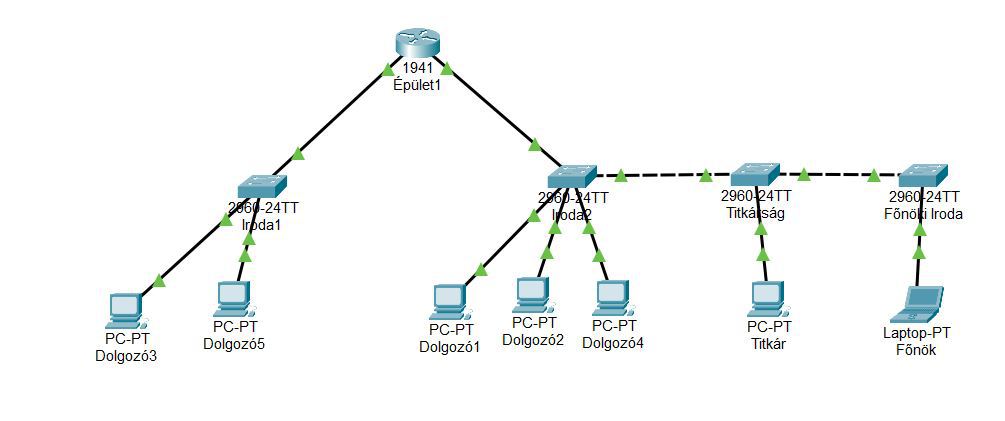 1941
Épület1
2960-24TT
Iroda1
2960-24TT
Iroda2
2960-24TT
Titkárság
2960-24TT
Főnöki Iroda
PC-PT
Dolgozó3
PC-PT
Dolgozó5
PC-PT
Dolgozó1
PC-PT
Dolgozó2
PC-PT
Dolgozó4
PC-PT
Titkár
Laptop-PT
Főnök